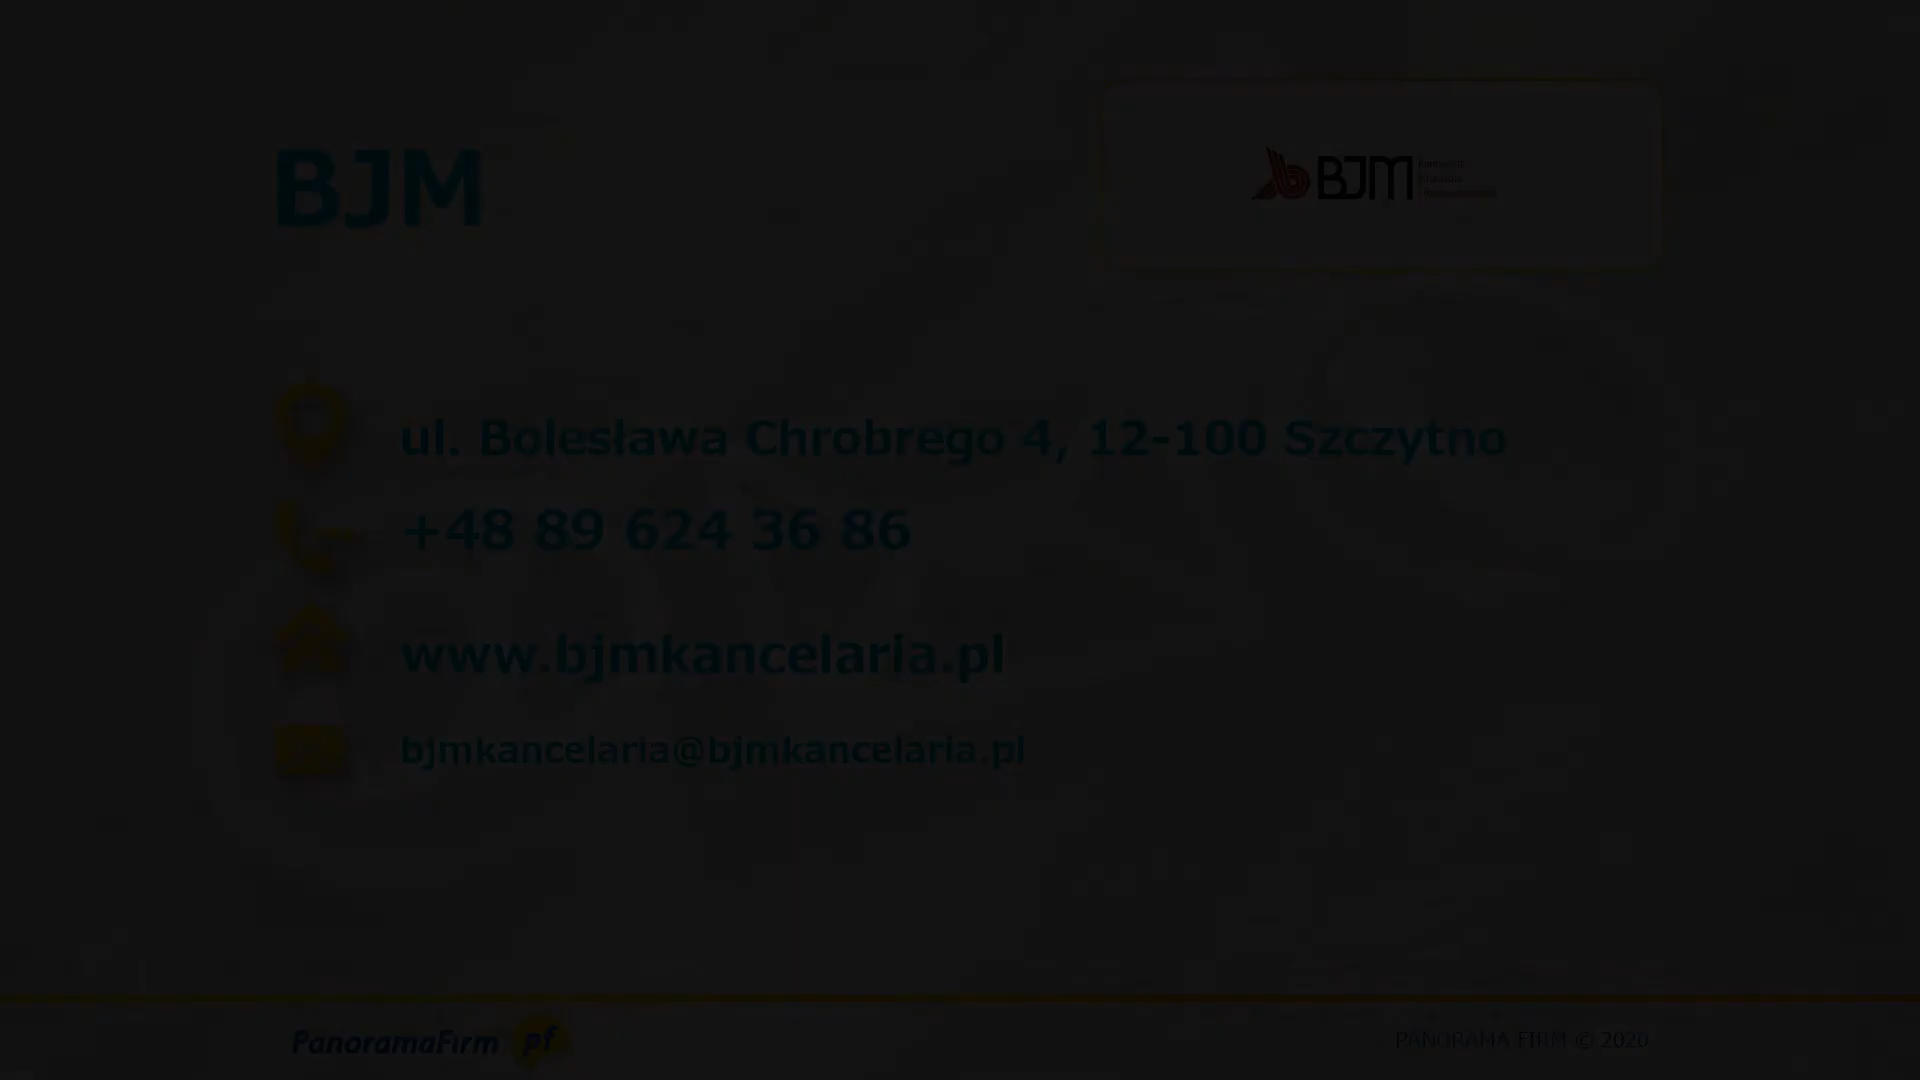 BJM
BJM
ul. Bolesława Chrobrego 4, 12-100 Szczytno
+48 89 624 36 86
www.bjmkancelaria.pl
bjmkancelaria@bjmkancelaria.pl
PanoramaFirm pf
PANORAMA FIRM © 2020